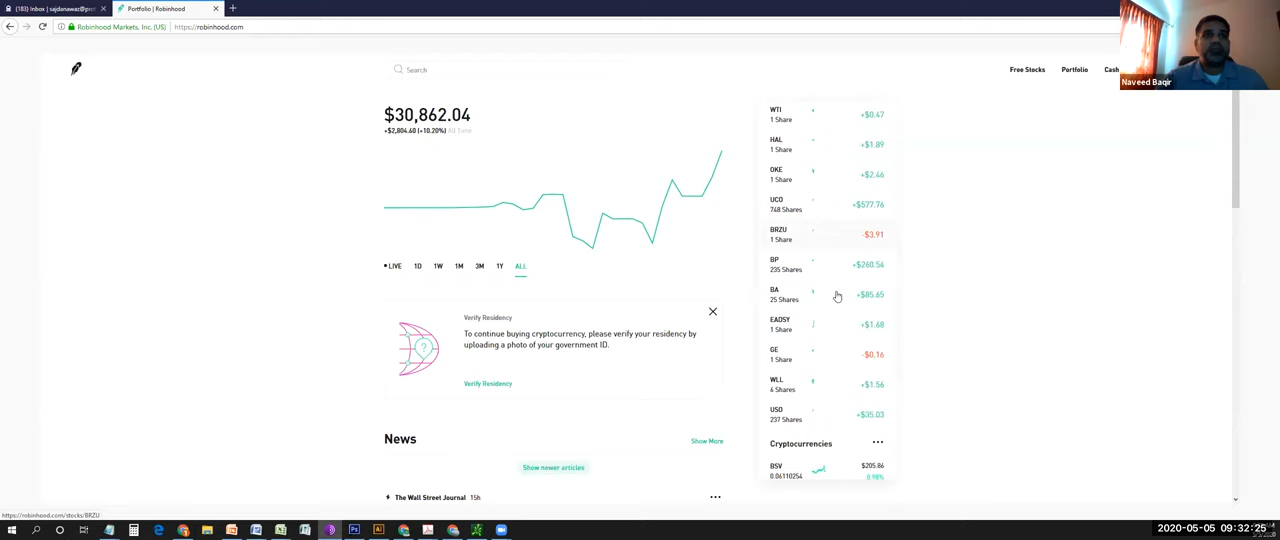 (183) Inbox | sajdanawaz@prot
Portfolio | Robinhood
Robinhood Markets, Inc. (US)
https://robinhood.com
Naveed Baqir
Search
Free Stocks
Portfolio
Cash
$30,862.04
+$2,804.60 (+10.20%) All Time
LIVE
1D
1W
1M
3M
1Y
ALL
Verify Residency
To continue buying cryptocurrency, please verify your residency by
uploading a photo of your government ID.
Verify Residency
News
Show More
Show newer articles
The Wall Street Journal 15h
WTI
1 Share
+$0.47
HAL
1 Share
+$1.89
OKE
1 Share
+$2.46
UCO
748 Shares
+$577.76
BRZU
1 Share
-$3.91
BP
235 Shares
+$260.54
BA
25 Shares
+$85.65
EADSY
1 Share
+$1.68
GE
1 Share
-$0.16
WLL
6 Shares
+$1.56
USO
237 Shares
+$35.03
Cryptocurrencies
BSV
0.06110254
$205.86
0.98%
https://robinhood.com/stocks/BRZU
2020-05-05 09:32:25